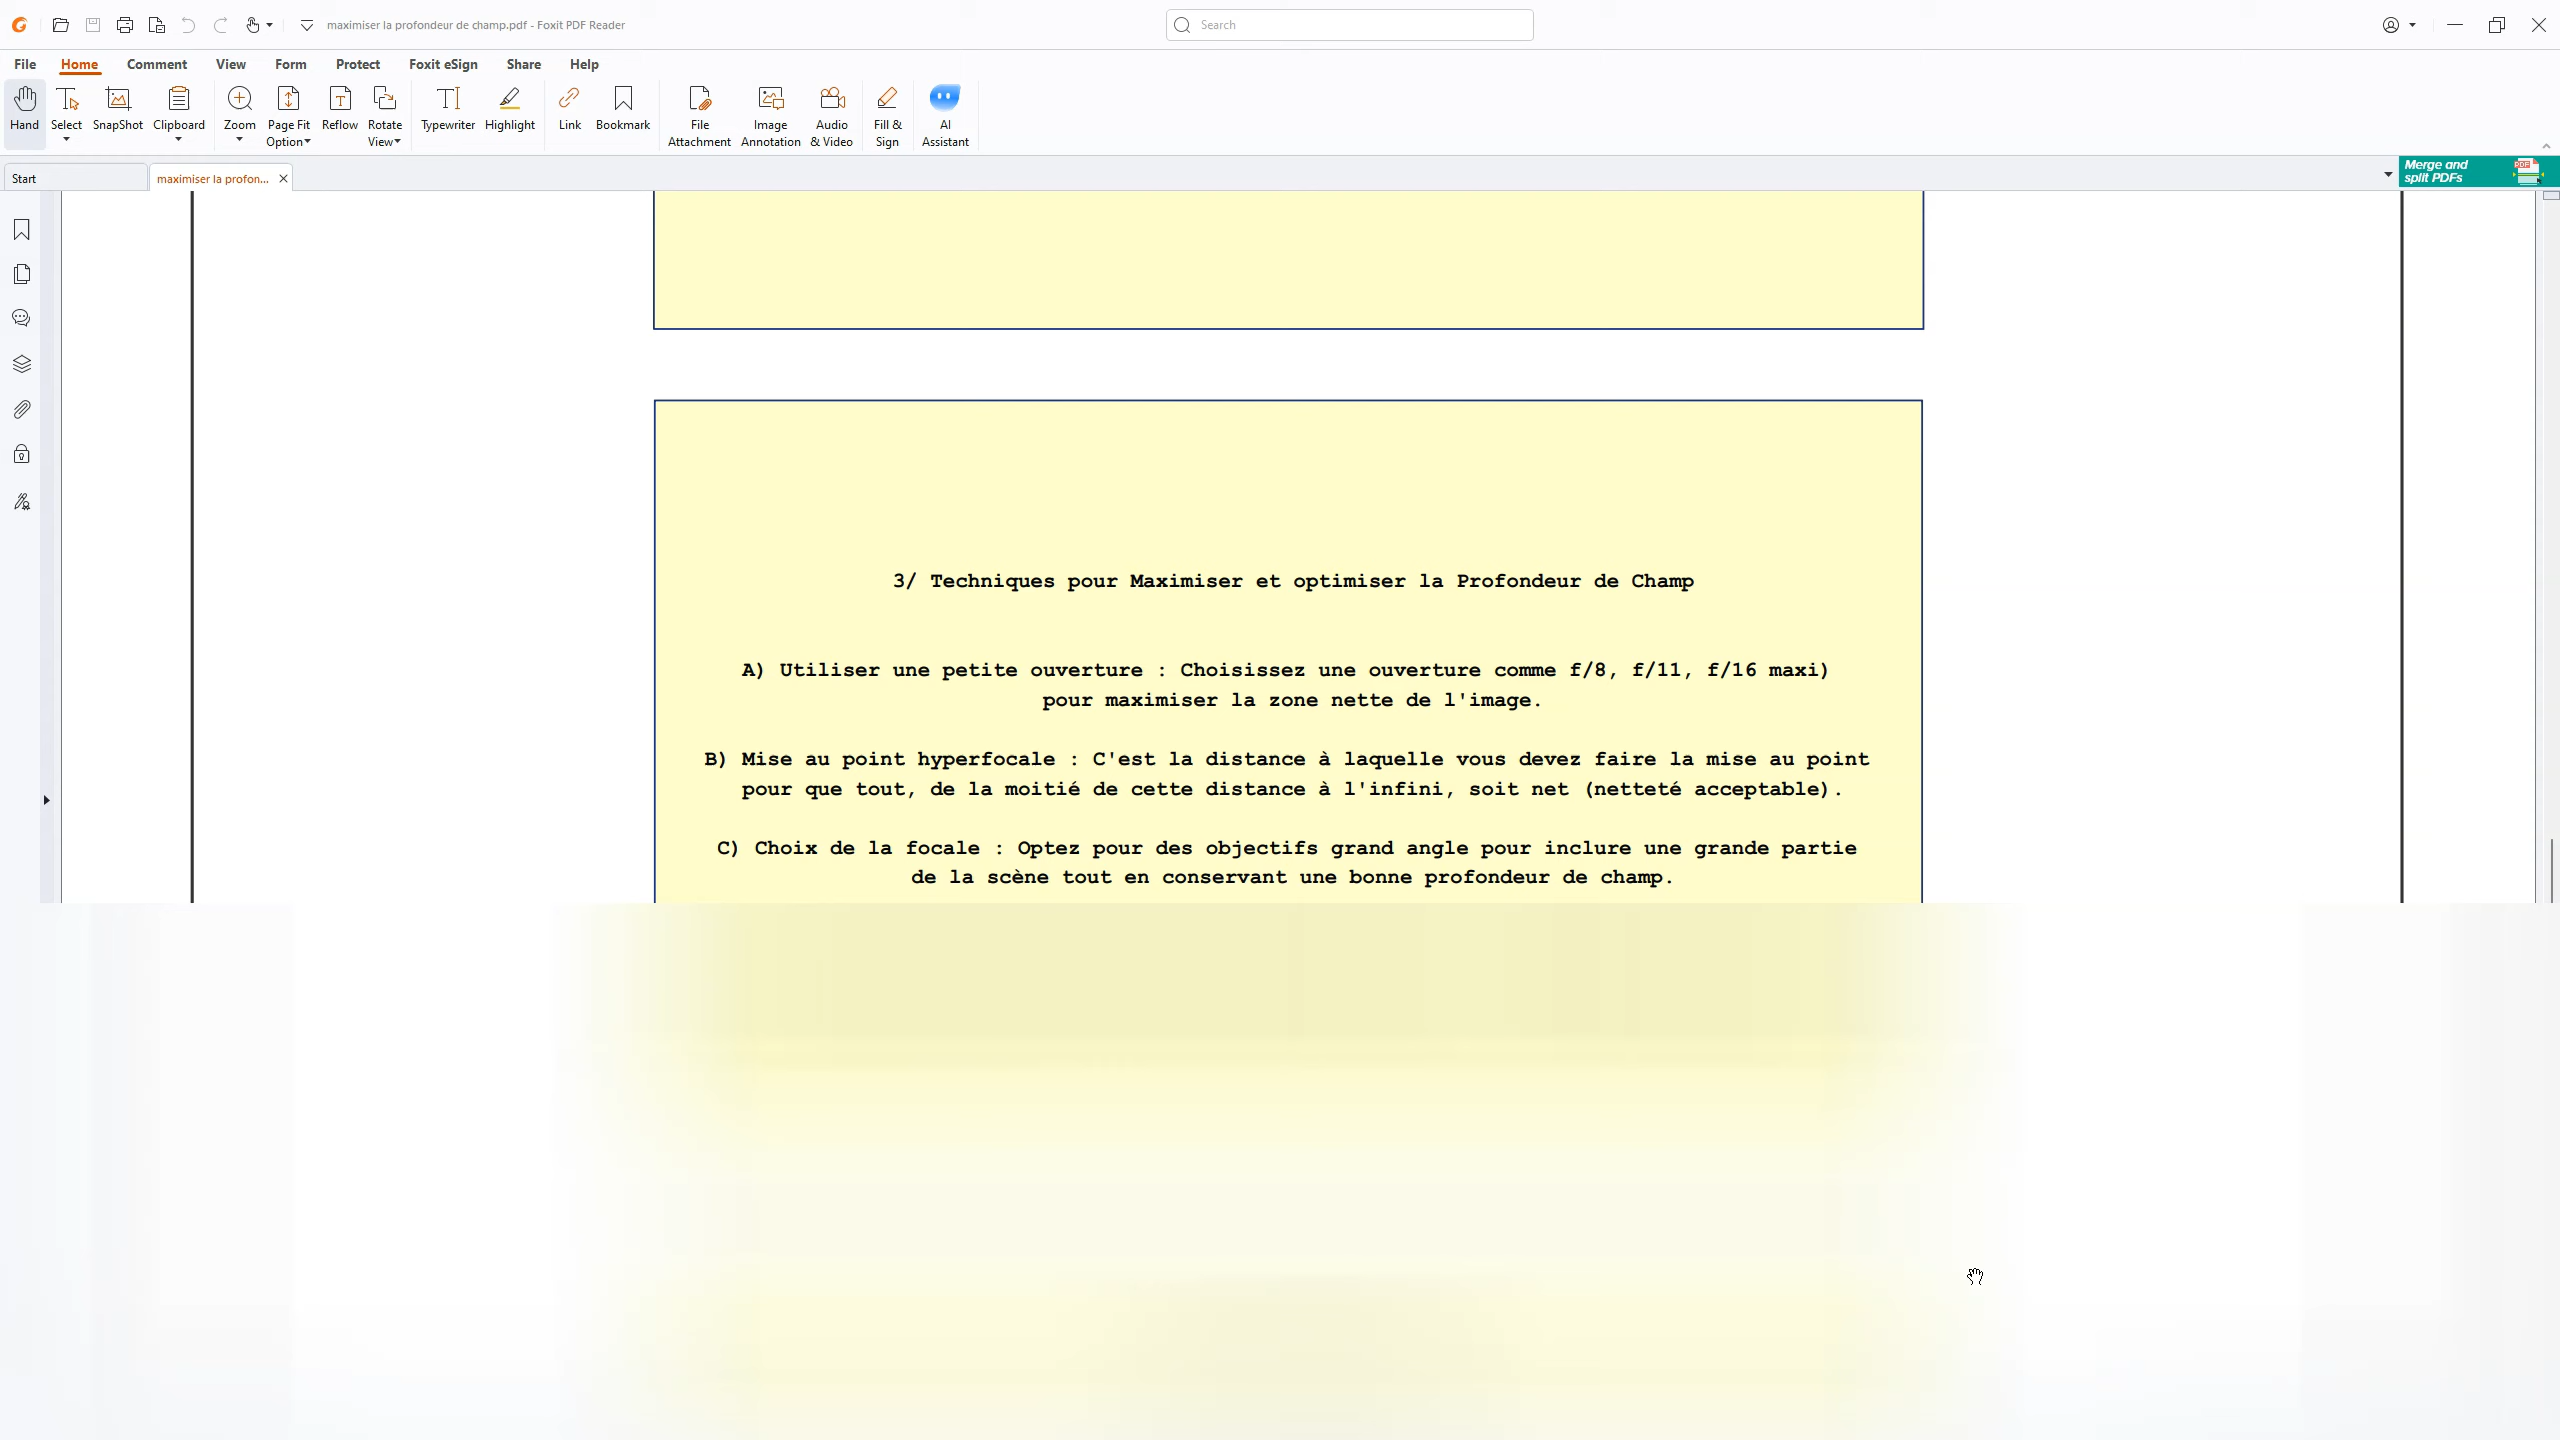 maximiser la profondeur de champ.pdf - Foxit PDF Reader
Search
File Home Comment View Form Protect Foxit eSign Share Help
Hand Select SnapShot Clipboard Zoom Page Fit Option Reflow Rotate View Typewriter Highlight Link Bookmark File Attachment Image Annotation Audio & Video Fill & Sign AI Assistant
Start maximiser la profon...
Merge and
split PDFs
PDF
3/ Techniques pour Maximiser et optimiser la Profondeur de Champ
A) Utiliser une petite ouverture : Choisissez une ouverture comme f/8, f/11, f/16 maxi)
pour maximiser la zone nette de l'image.
B) Mise au point hyperfocale : C'est la distance à laquelle vous devez faire la mise au point
pour que tout, de la moitié de cette distance à l'infini, soit net (netteté acceptable).
C) Choix de la focale : Optez pour des objectifs grand angle pour inclure une grande partie
de la scène tout en conservant une bonne profondeur de champ.